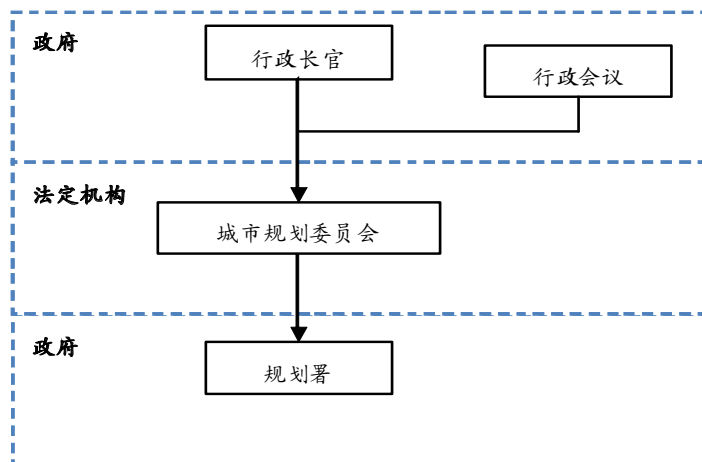 政府
行政长官
行政会议
法定机构
城市规划委员会
政府
规划署